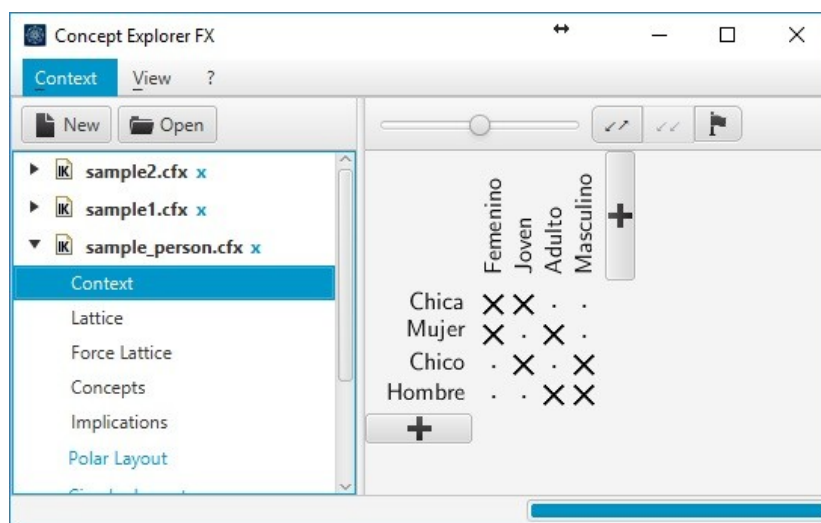 Concept Explorer FX
Context View ?
New Open
sample2.cfx x
sample1.cfx x
sample_person.cfx x
Context
Lattice
Force Lattice
Concepts
Implications
Polar Layout
Femenino
Joven
Adulto
Masculino
Chica
Mujer
Chico
Hombre